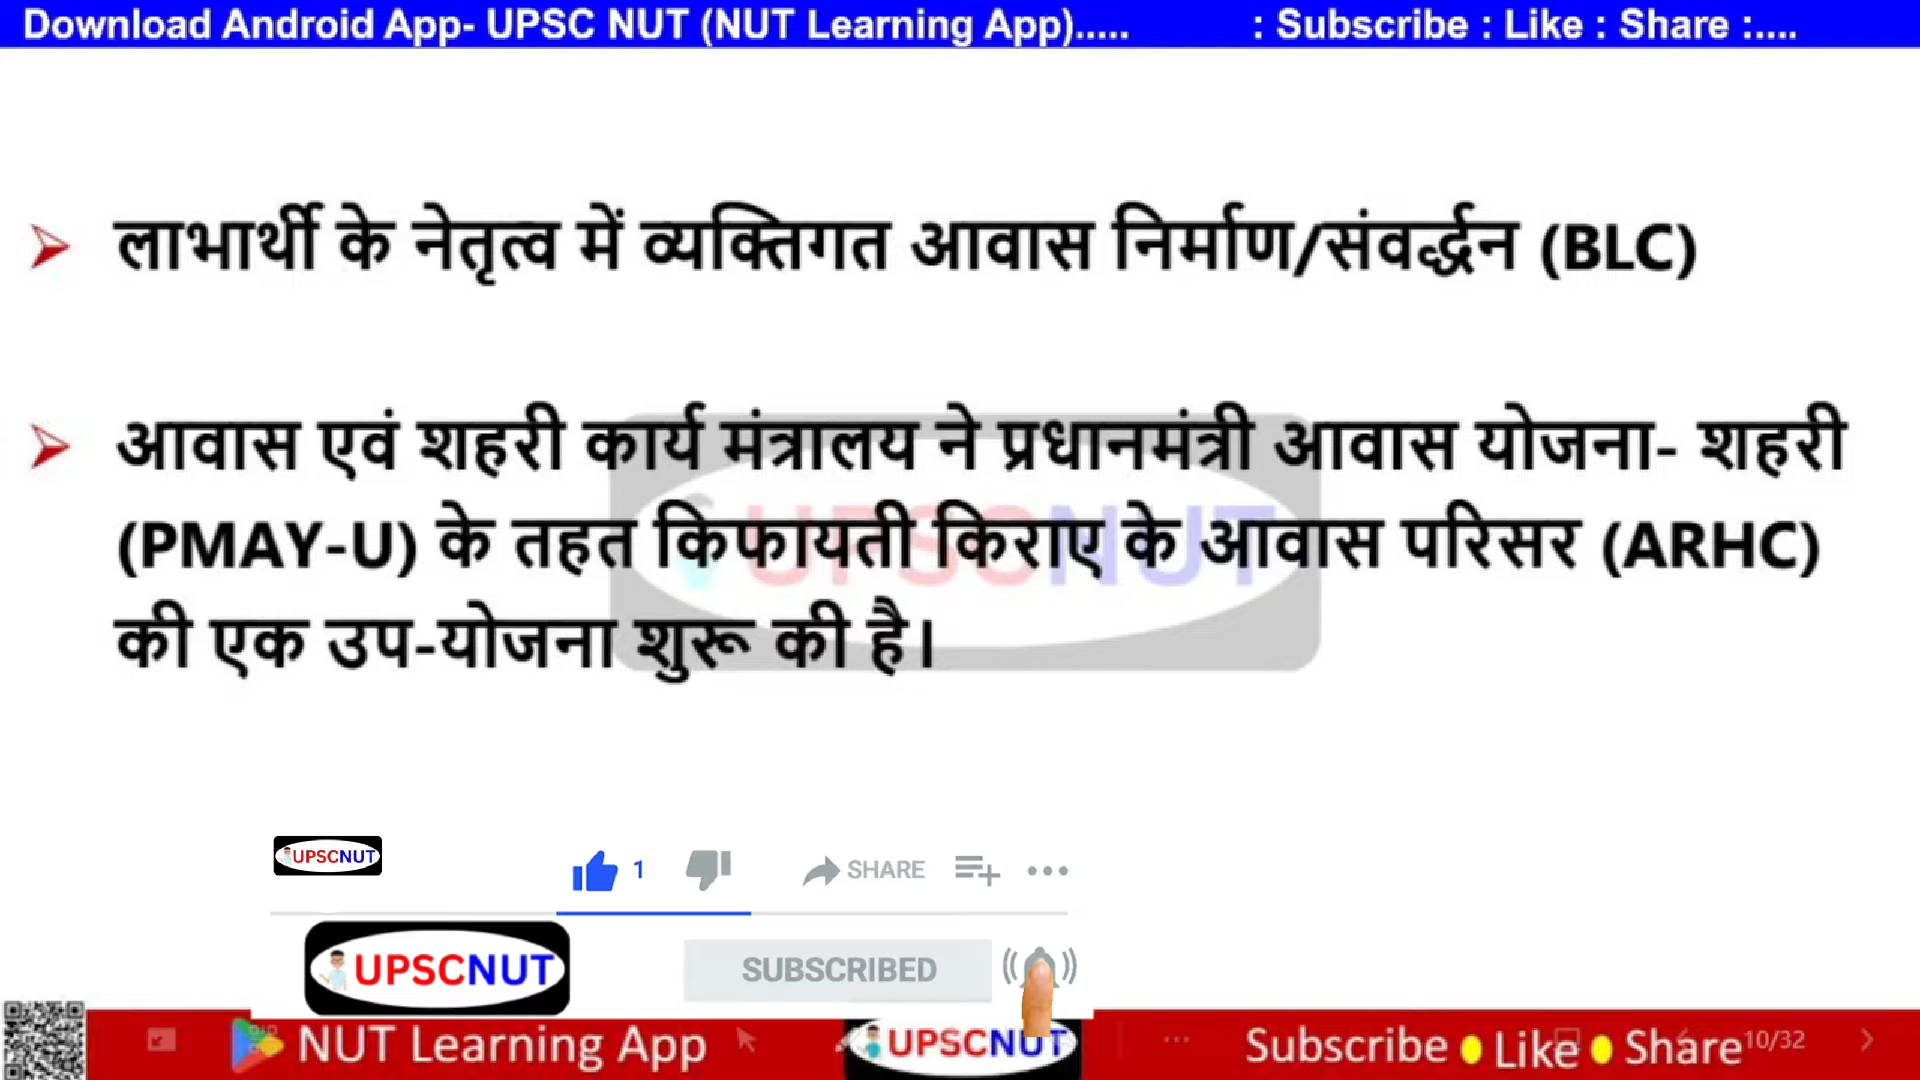 Download Android App- UPSC NUT (NUT Learning App)..... : Subscribe : Like : Share :....
लाभार्थी के नेतृत्व में व्यक्तिगत आवास निर्माण/संवर्द्धन (BLC)
आवास एवं शहरी कार्य मंत्रालय ने प्रधानमंत्री आवास योजना- शहरी
(PMAY-U) के तहत किफायती किराए के आवास परिसर (ARHC)
की एक उप-योजना शुरू की है।
UPSCNUT
UPSCNUT
1 SHARE
UPSCNUT SUBSCRIBED
NUT Learning App UPSCNUT Subscribe Like Share 10/32